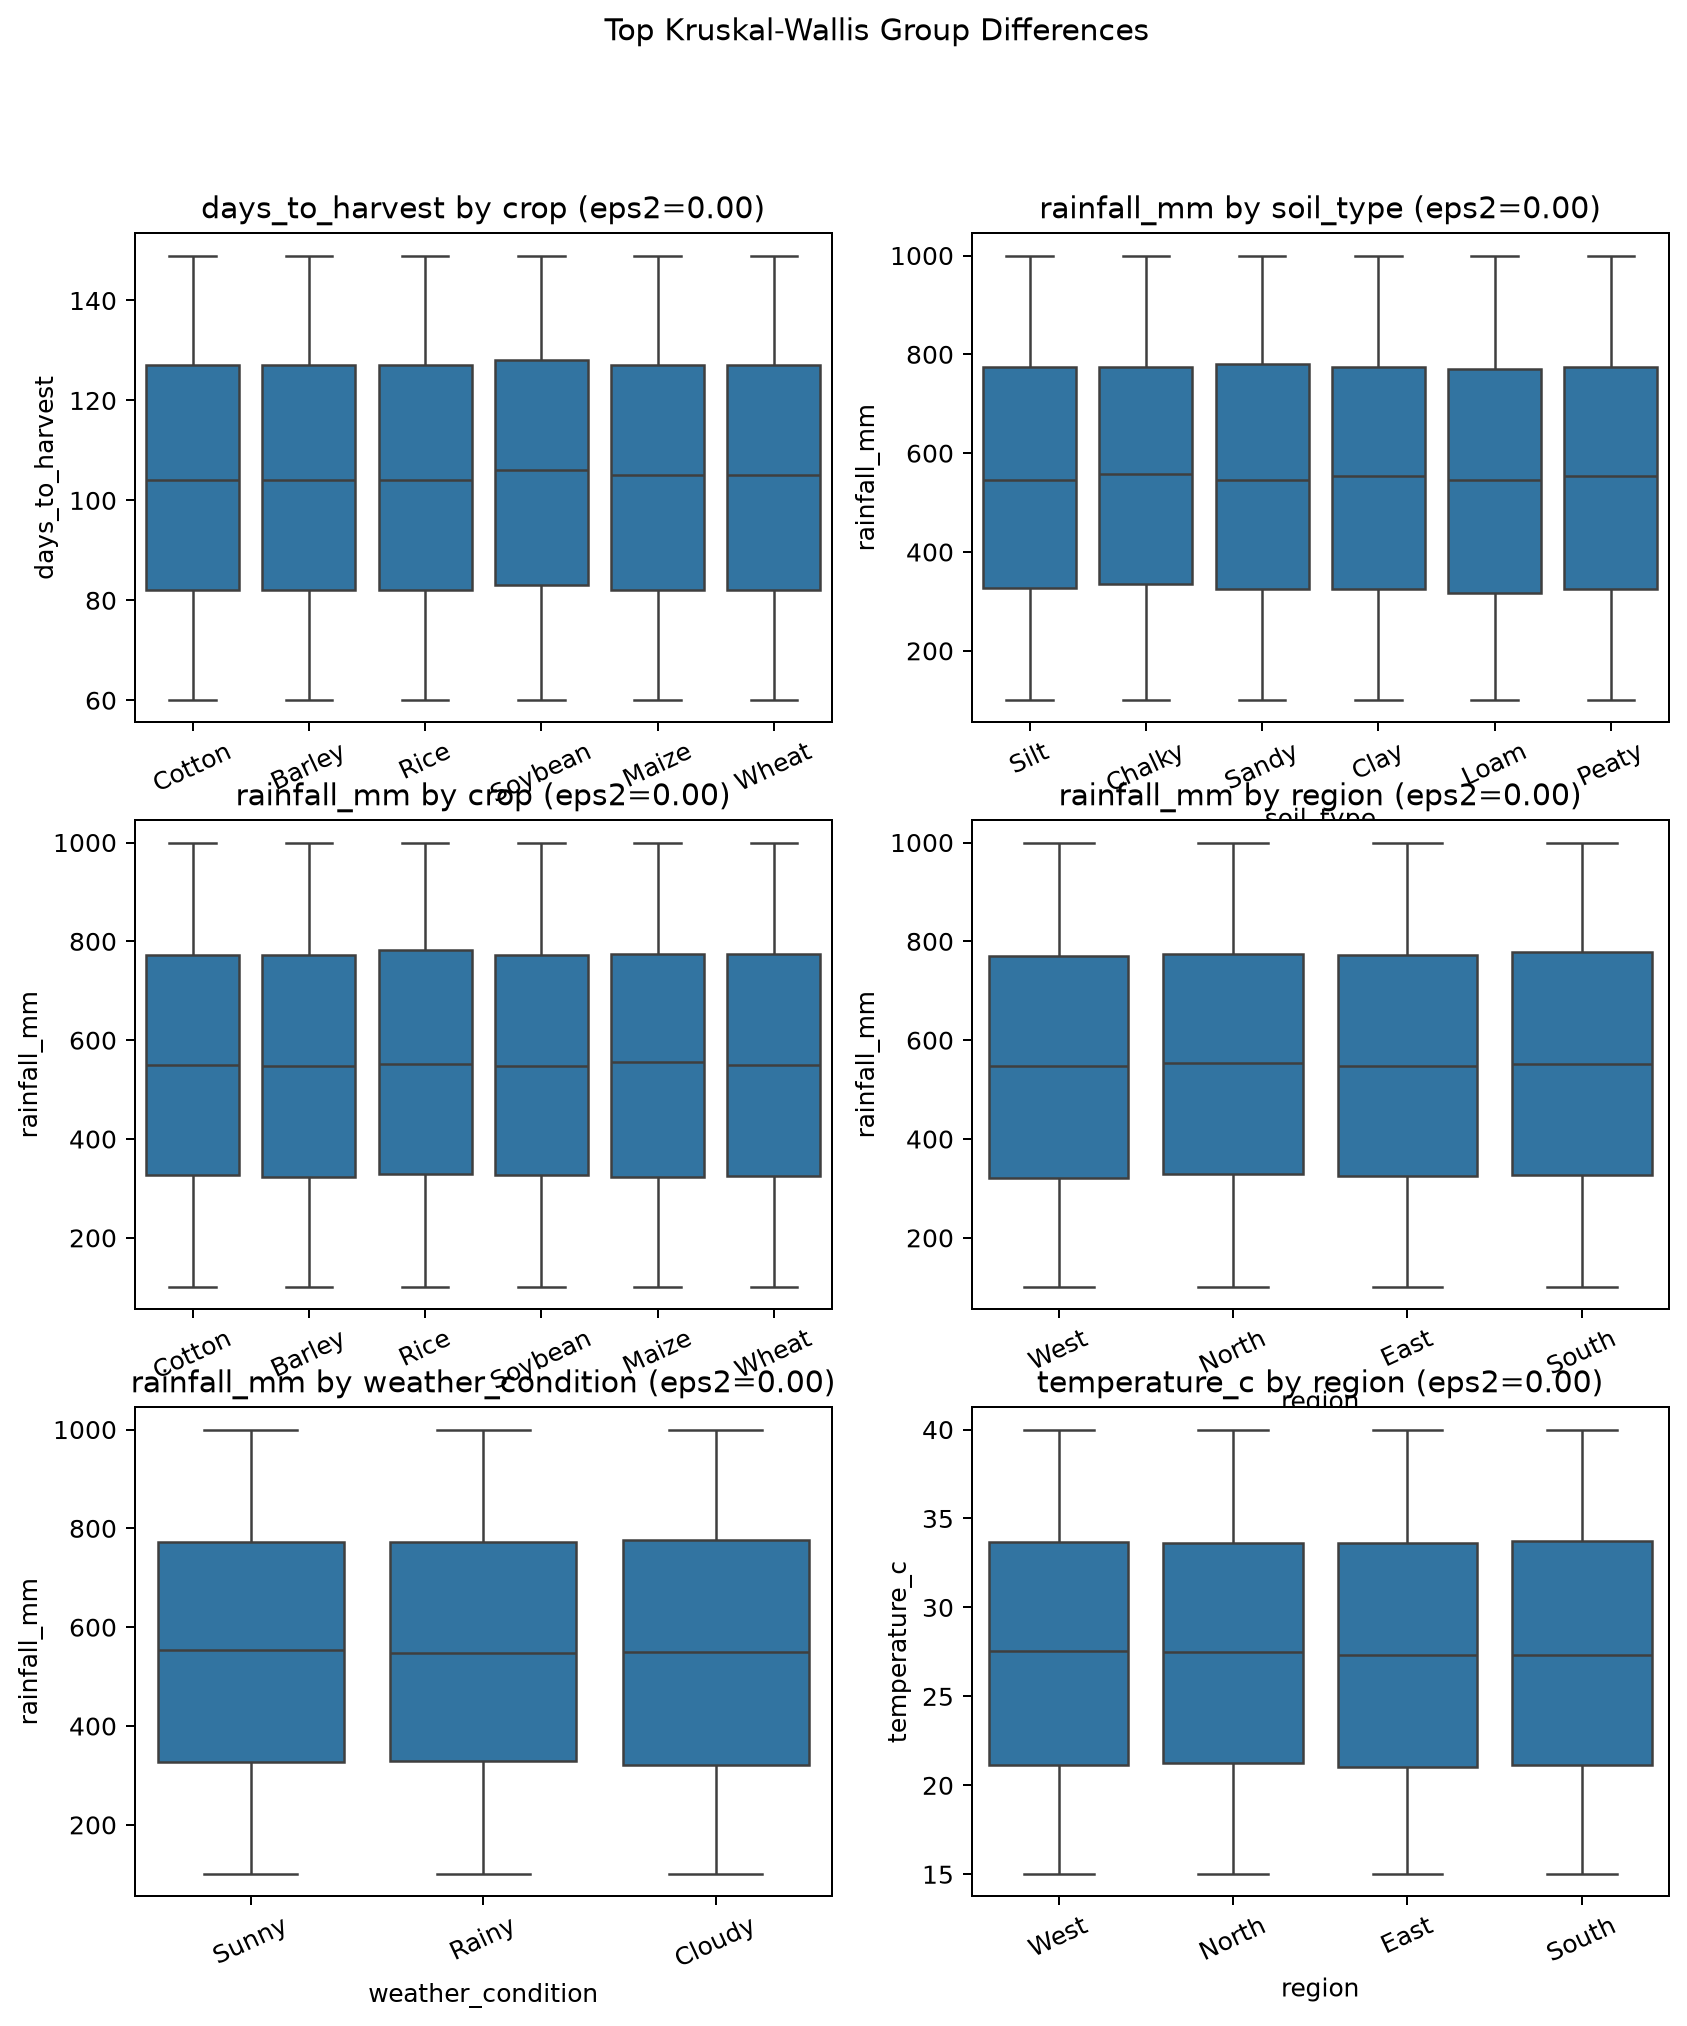 Top Kruskal-Wallis Group Differences
days_to_harvest by crop (eps2=0.00)
days_to_harvest
140
120
100
80
60
Cotton Barley Rice Soybean Maize Wheat
rainfall_mm by soil_type (eps2=0.00)
rainfall_mm
1000
800
600
400
200
Silt Chalky Sandy Clay Loam Peaty
soil_type
rainfall_mm by crop (eps2=0.00)
rainfall_mm
1000
800
600
400
200
Cotton Barley Rice Soybean Maize Wheat
rainfall_mm by region (eps2=0.00)
rainfall_mm
1000
800
600
400
200
West North East South
region
rainfall_mm by weather_condition (eps2=0.00)
rainfall_mm
1000
800
600
400
200
Sunny Rainy Cloudy
weather_condition
temperature_c by region (eps2=0.00)
temperature_c
40
35
30
25
20
15
West North East South
region